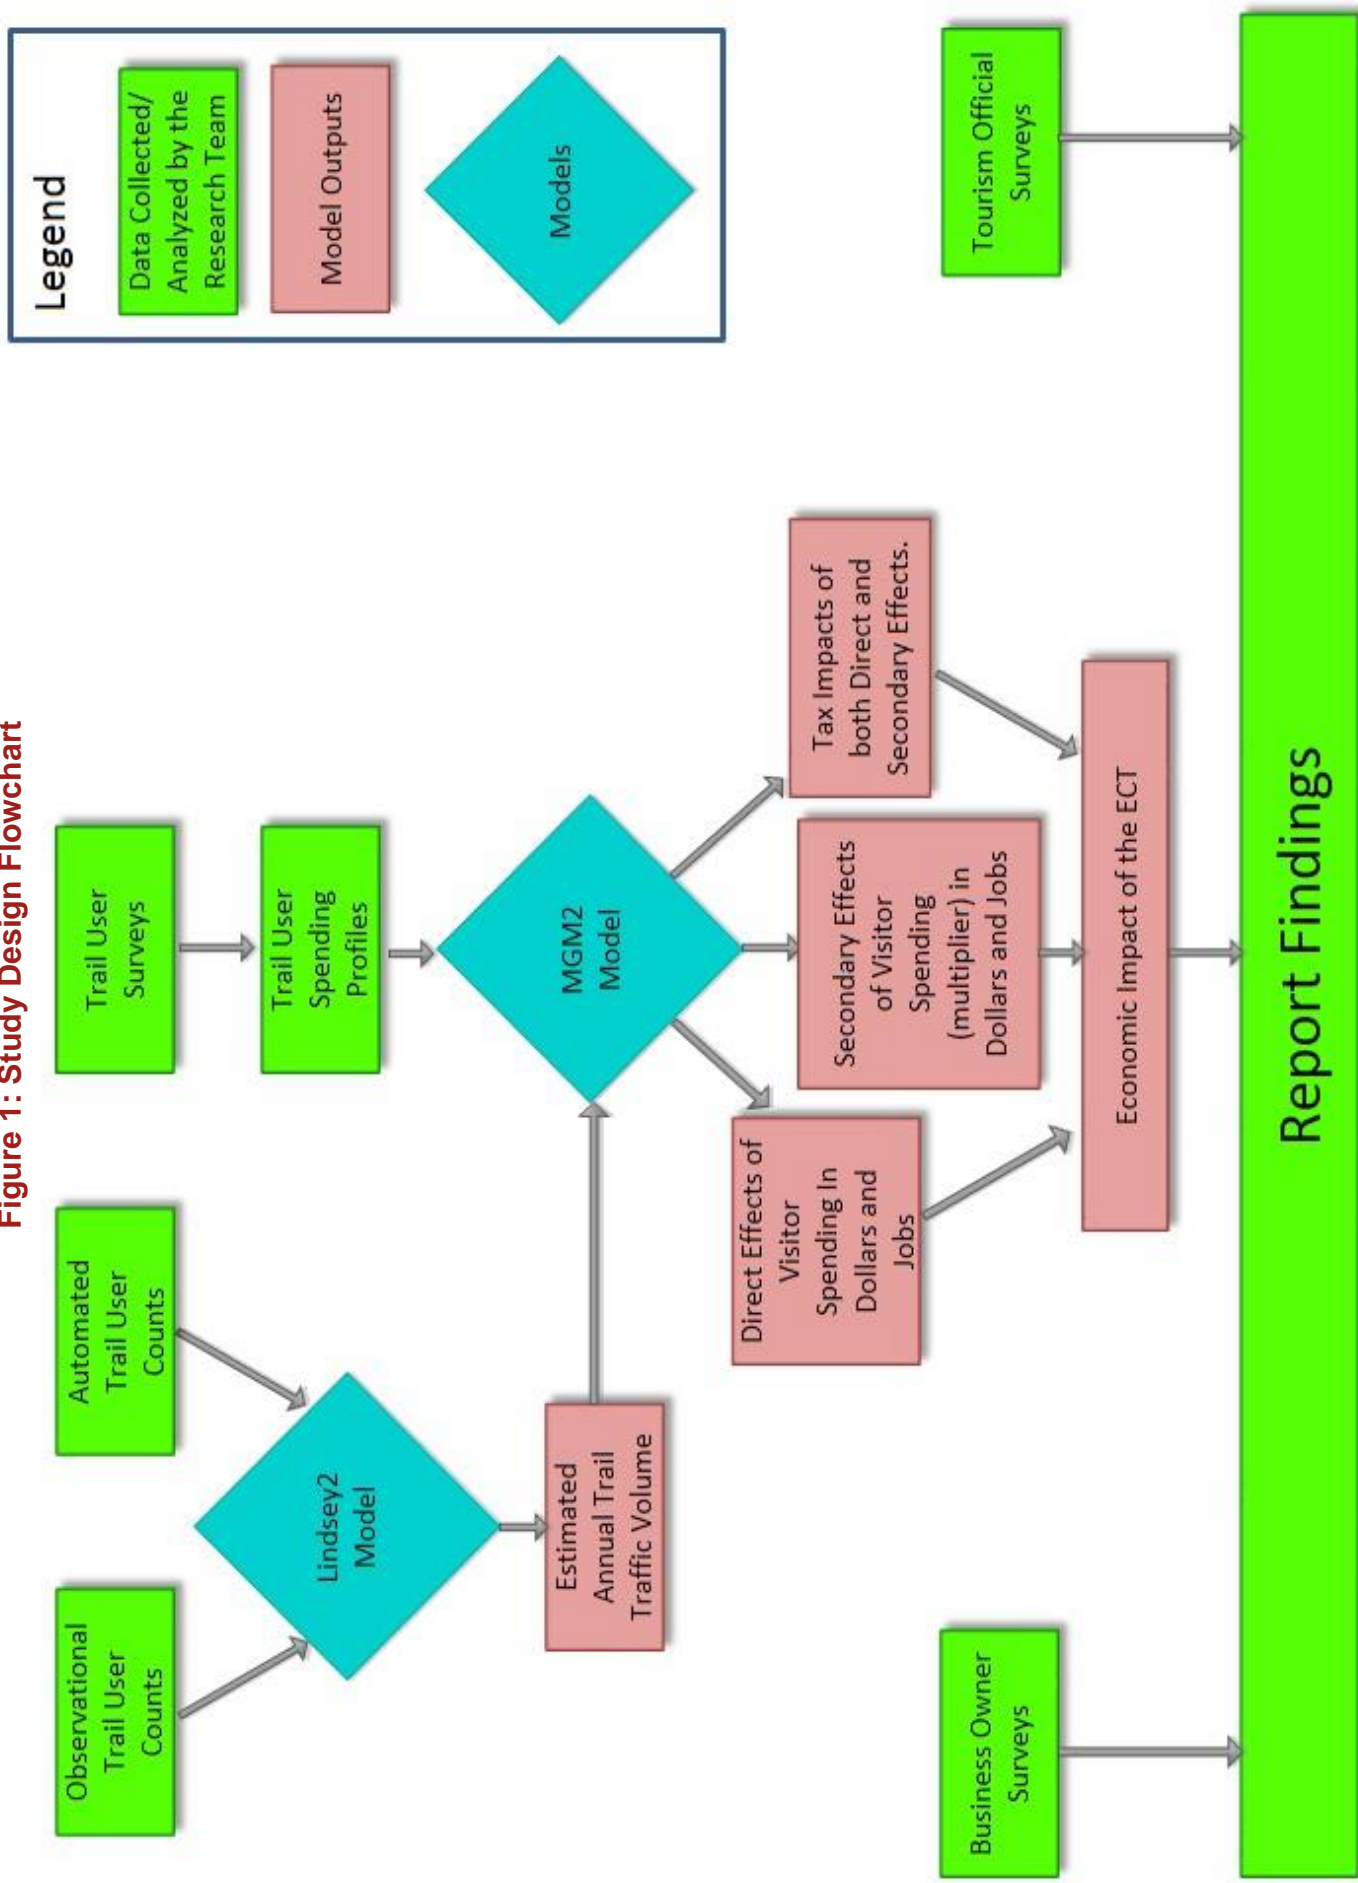 Figure 1: Study Design Flowchart
Observational
Trail User
Counts
Automated
Trail User
Counts
Trail User
Surveys
Legend
Data Collected/
Analyzed by the
Research Team
Model Outputs
Models
Lindsey2
Model
Trail User
Spending
Profiles
Estimated
Annual Trail
Traffic Volume
MGM2
Model
Direct Effects of
Visitor
Spending In
Dollars and
Jobs
Secondary Effects
of Visitor
Spending
(multiplier) in
Dollars and Jobs
Tax Impacts of
both Direct and
Secondary Effects.
Business Owner
Surveys
Economic Impact of the ECT
Tourism Official
Surveys
Report Findings